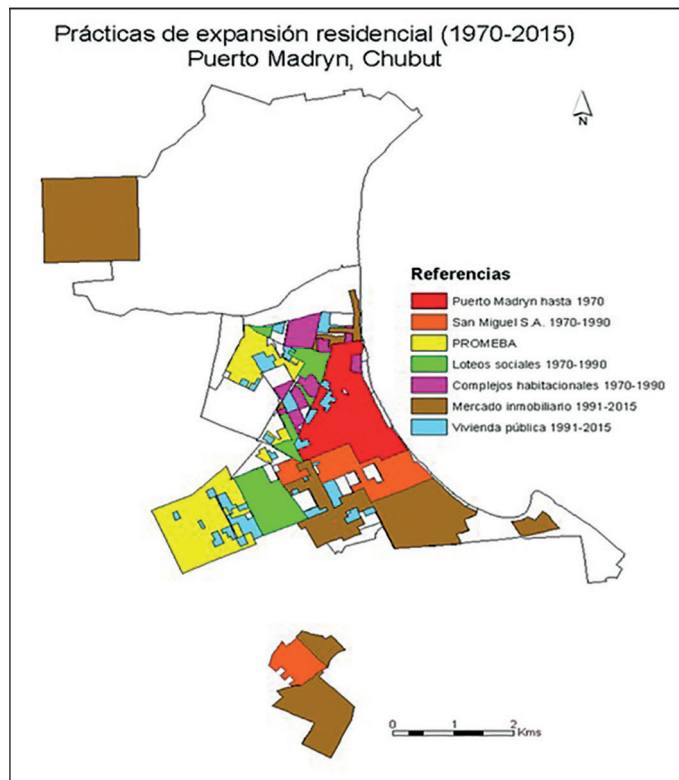 Prácticas de expansión residencial (1970-2015)
Puerto Madryn, Chubut
N
Referencias
Puerto Madryn hasta 1970
San Miguel S.A. 1970-1990
PROMEBA
Loteos sociales 1970-1990
Complejos habitacionales 1970-1990
Mercado inmobiliario 1991-2015
Vivienda pública 1991-2015
0 1 2
Kms